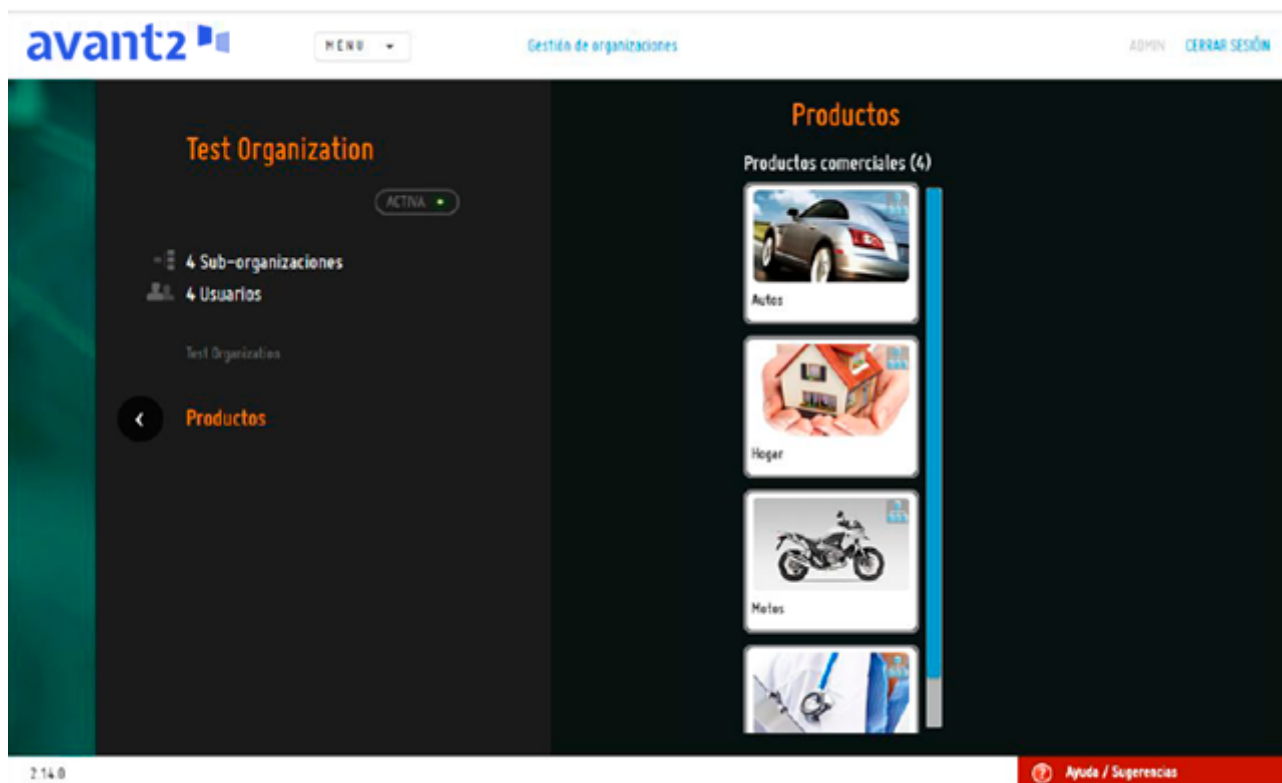 avant2
MENU
Gestión de organizaciones
ADMIN
CERRAR SESIÓN
Test Organization
ACTIVA
4 Sub-organizaciones
4 Usuarios
Test Organization
Productos
Productos
Productos comerciales (4)
Autos
Hogar
Motos
2.14.0
Ayuda / Sugerencias